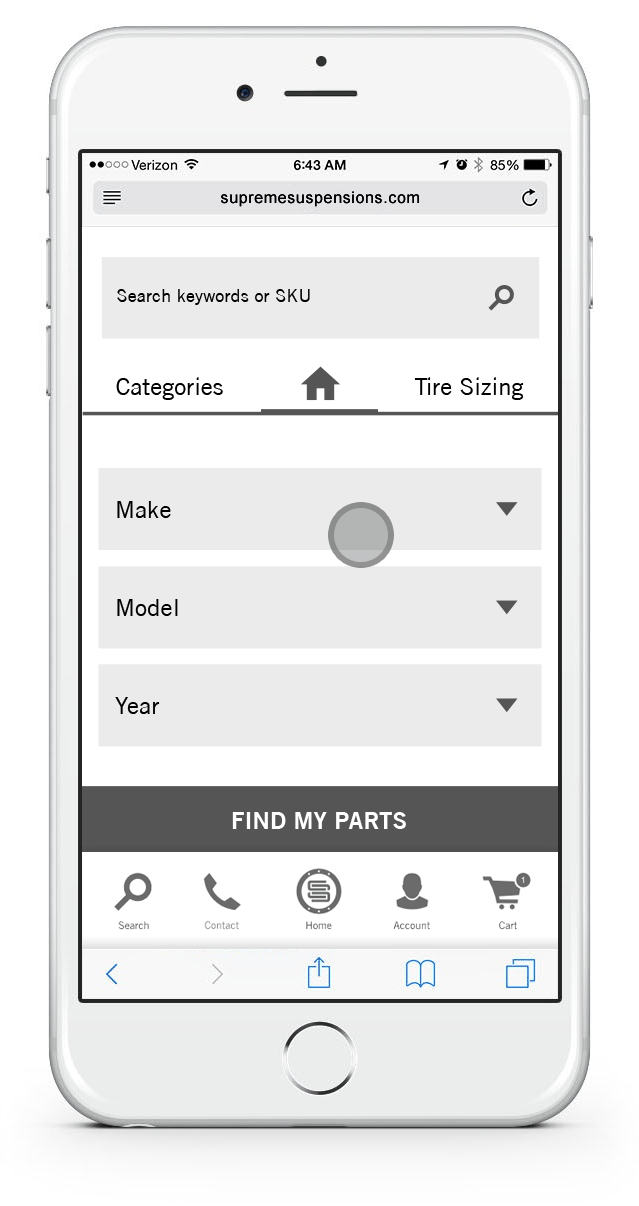 Verizon 6:43 AM 85%
supremesuspensions.com
Search keywords or SKU
Categories Tire Sizing
Make
Model
Year
FIND MY PARTS
1
Search Contact Home Account Cart